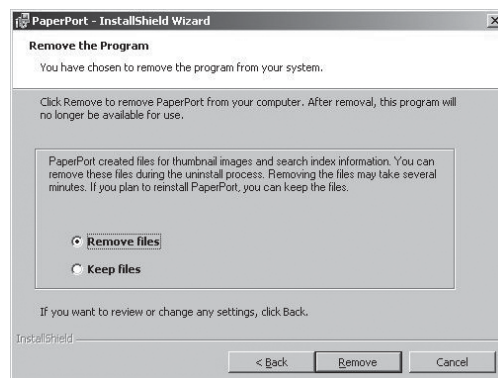 PaperPort - InstallShield Wizard
Remove the Program
You have chosen to remove the program from your system.
Click Remove to remove PaperPort from your computer. After removal, this program will
no longer be available for use.
PaperPort created files for thumbnail images and search index information. You can
remove these files during the uninstall process. Removing the files may take several
minutes. If you plan to reinstall PaperPort, you can keep the files.
Remove files
Keep files
If you want to review or change any settings, click Back.
InstallShield
< Back Remove Cancel